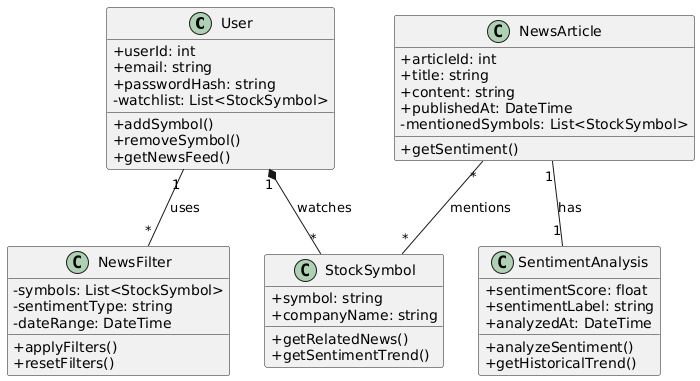 C User
+userId: int
+email: string
+passwordHash: string
-watchlist: List<StockSymbol>
+addSymbol()
+removeSymbol()
+getNewsFeed()
C NewsArticle
+articleId: int
+title: string
+content: string
+publishedAt: DateTime
-mentionedSymbols: List<StockSymbol>
+getSentiment()
1
uses
*
1
watches
*
*
mentions
*
1
has
1
C NewsFilter
-symbols: List<StockSymbol>
-sentimentType: string
-dateRange: DateTime
+applyFilters()
+resetFilters()
C StockSymbol
+symbol: string
+companyName: string
+getRelatedNews()
+getSentimentTrend()
C SentimentAnalysis
+sentimentScore: float
+sentimentLabel: string
+analyzedAt: DateTime
+analyzeSentiment()
+getHistoricalTrend()